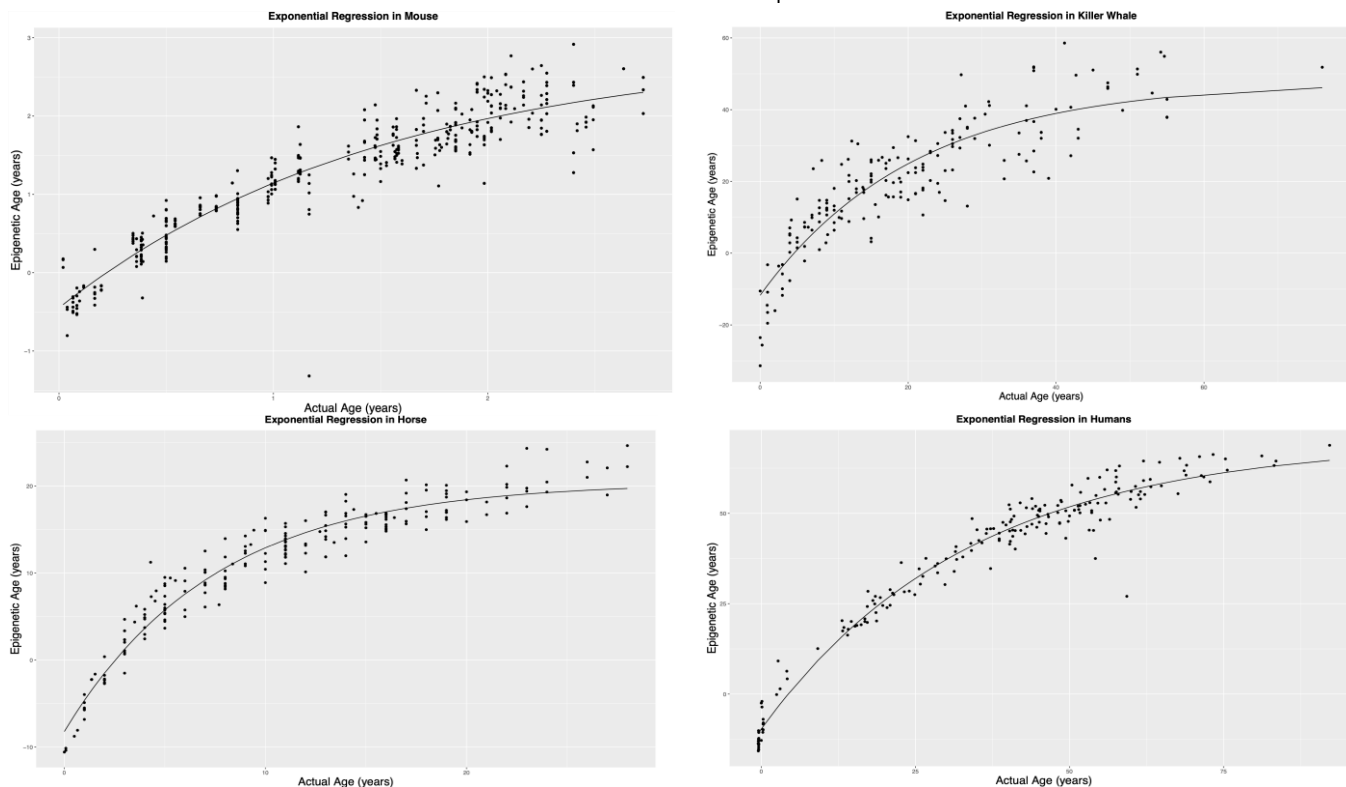 Exponential Regression in Mouse
3
2
1
0
−1
Epigenetic Age (years)
0
1
2
Actual Age (years)
Exponential Regression in Killer Whale
60
40
20
0
−20
Epigenetic Age (years)
0
20
40
60
Actual Age (years)
Exponential Regression in Horse
20
10
0
−10
Epigenetic Age (years)
0
10
20
Actual Age (years)
Exponential Regression in Humans
50
25
0
Epigenetic Age (years)
0
25
50
75
Actual Age (years)